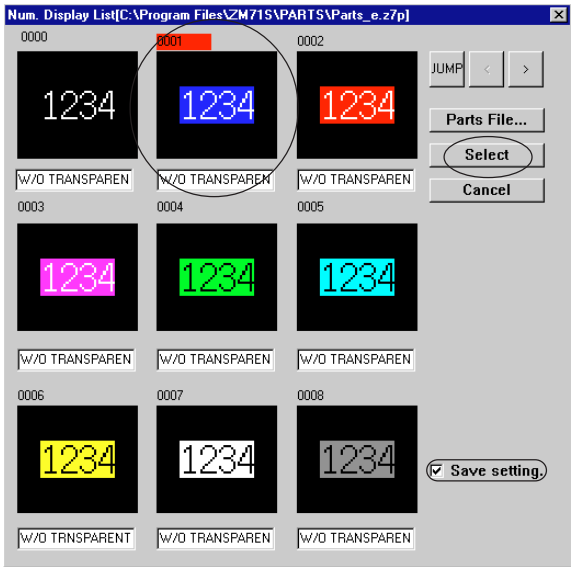 Num. Display List[C:\Program Files\ZM71S\PARTS\Parts_e.z7p]
0000 0001 0002
1234 1234 1234
JUMP < >
Parts File...
Select
Cancel
W/O TRANSPAREN W/O TRANSPAREN W/O TRANSPAREN
0003 0004 0005
1234 1234 1234
W/O TRANSPAREN W/O TRANSPAREN W/O TRANSPAREN
0006 0007 0008
1234 1234 1234
Save setting.
W/O TRNSPARENT W/O TRANSPAREN W/O TRANSPAREN